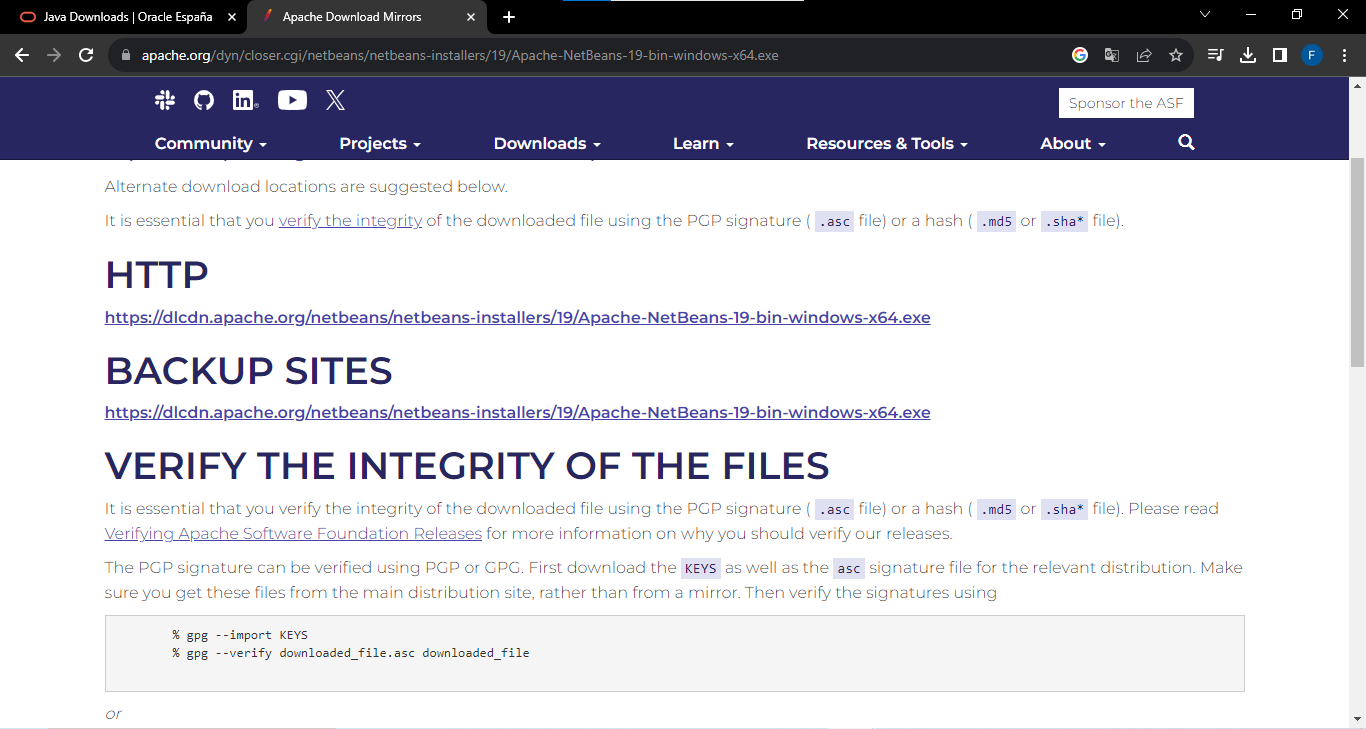 Java Downloads | Oracle España
Apache Download Mirrors
apache.org/dyn/closer.cgi/netbeans/netbeans-installers/19/Apache-NetBeans-19-bin-windows-x64.exe
F
Sponsor the ASF
Community Projects Downloads Learn Resources & Tools About
Alternate download locations are suggested below.
It is essential that you verify the integrity of the downloaded file using the PGP signature ( .asc file) or a hash ( .md5 or .sha* file).
HTTP
https://dlcdn.apache.org/netbeans/netbeans-installers/19/Apache-NetBeans-19-bin-windows-x64.exe
BACKUP SITES
https://dlcdn.apache.org/netbeans/netbeans-installers/19/Apache-NetBeans-19-bin-windows-x64.exe
VERIFY THE INTEGRITY OF THE FILES
It is essential that you verify the integrity of the downloaded file using the PGP signature ( .asc file) or a hash ( .md5 or .sha* file). Please read
Verifying Apache Software Foundation Releases for more information on why you should verify our releases.
The PGP signature can be verified using PGP or GPG. First download the KEYS as well as the asc signature file for the relevant distribution. Make
sure you get these files from the main distribution site, rather than from a mirror. Then verify the signatures using
% gpg --import KEYS
% gpg --verify downloaded_file.asc downloaded_file
or